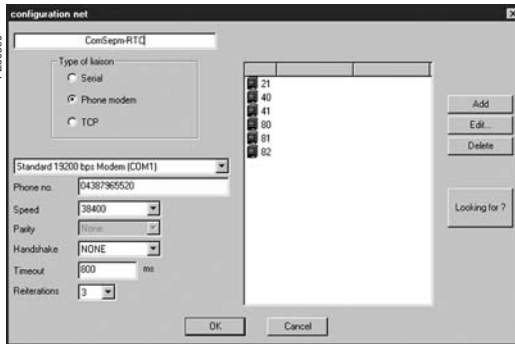 configuration net
ComSepm-RTC
Type of liaison
Serial
Phone modem
TCP
Standard 19200 bps Modem (COM1)
Phone no. 04387965520
Speed 38400
Parity None
Handshake NONE
Timeout 800 ms
Reiterations 3
21
40
41
80
81
82
Add
Edit...
Delete
Looking for ?
OK
Cancel